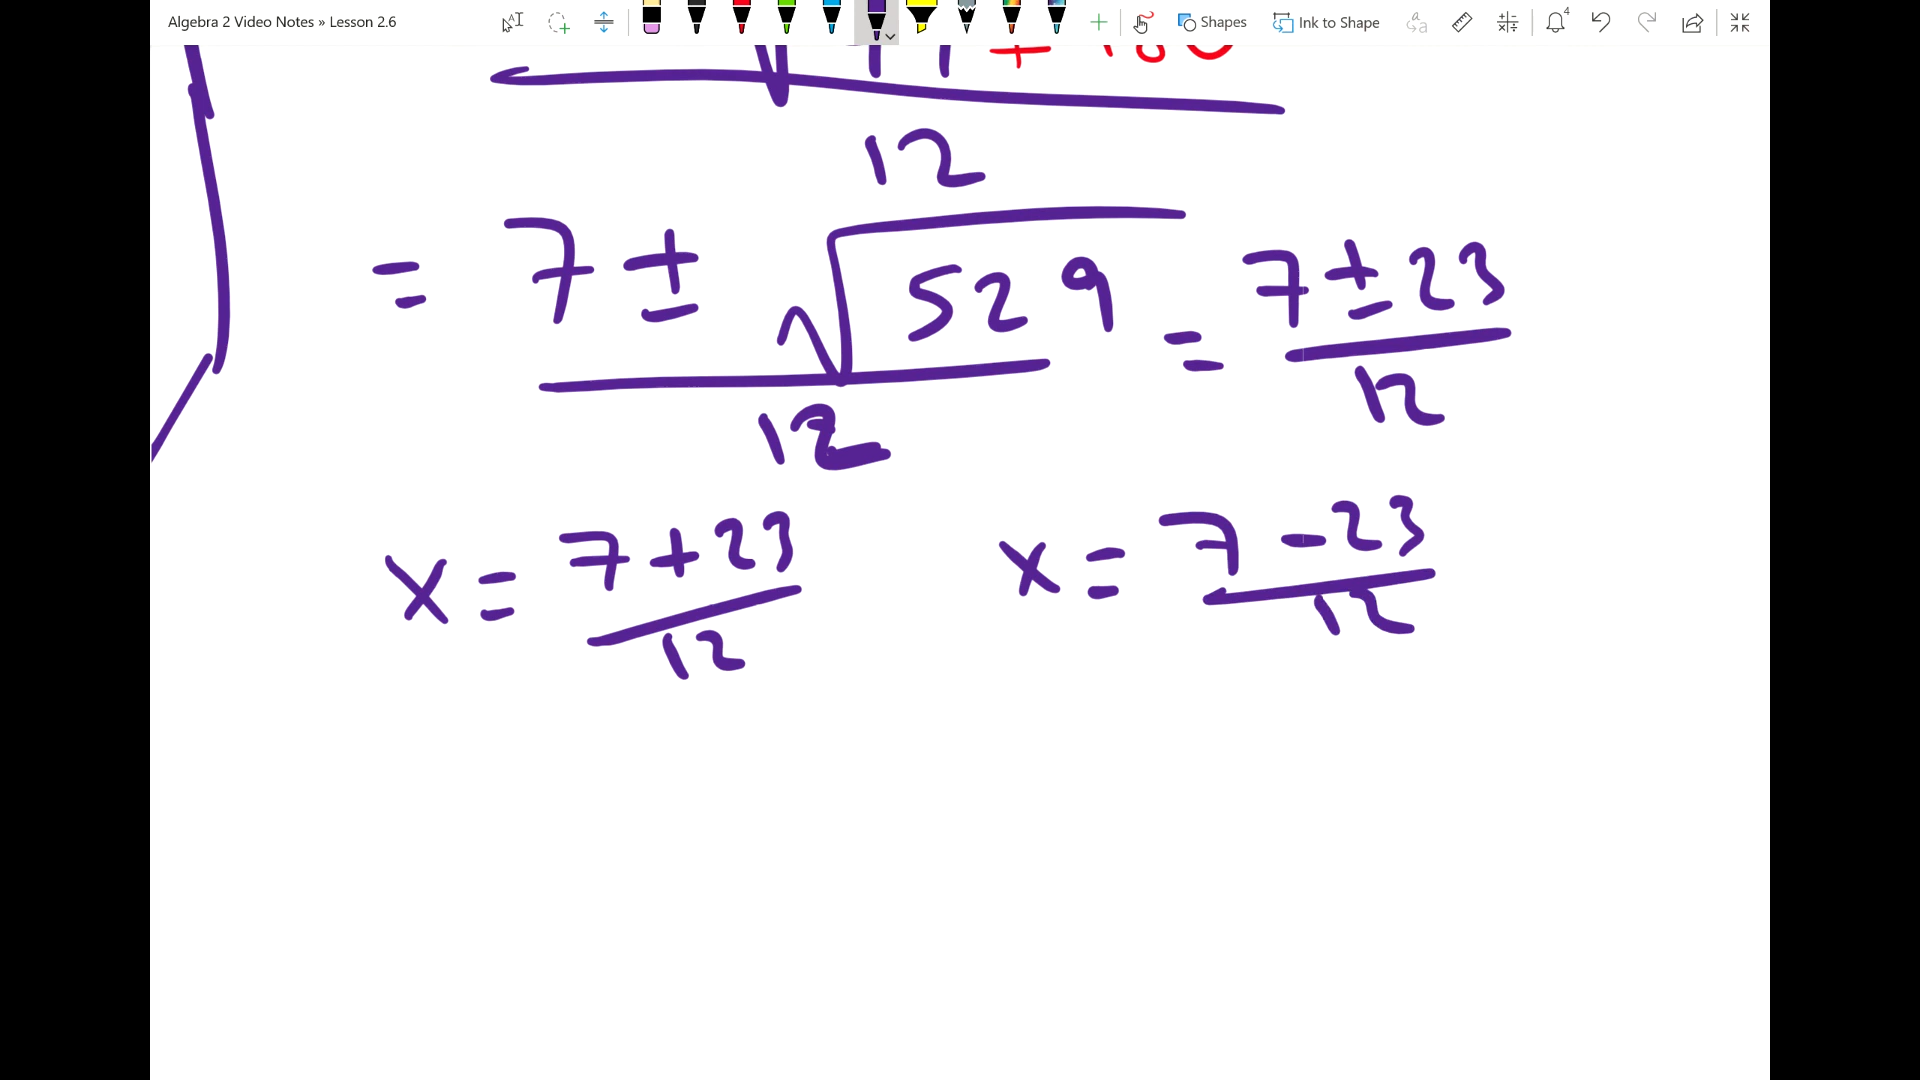 Algebra 2 Video Notes » Lesson 2.6 Shapes Ink to Shape 4
12
= 7 ± √529 / 12 = 7 ± 23 / 12
x = 7 + 23 / 12 x = 7 - 23 / 12